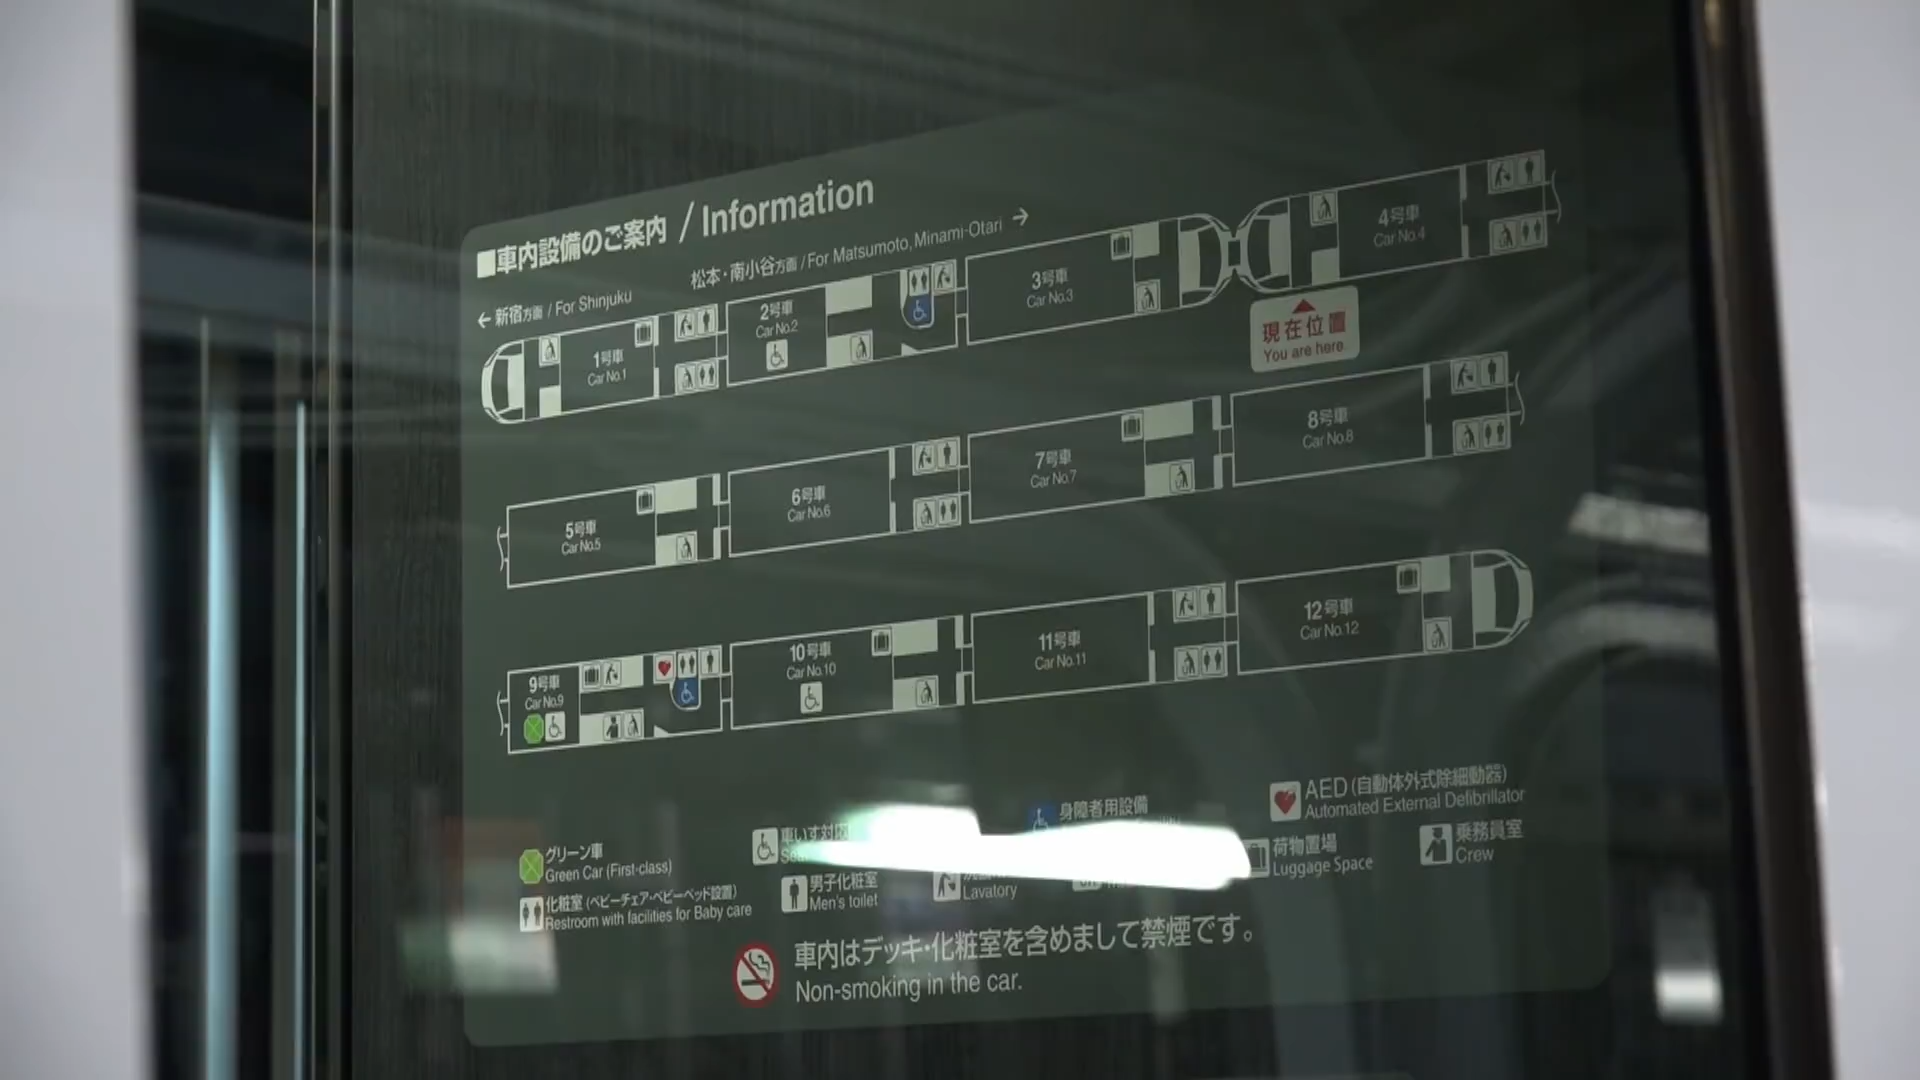 ■車内設備のご案内 / Information
←新宿方面 / For Shinjuku
松本・南小谷方面 / For Matsumoto, Minami-Otari →
1号車
Car No.1
2号車
Car No.2
3号車
Car No.3
4号車
Car No.4
現在位置
You are here.
5号車
Car No.5
6号車
Car No.6
7号車
Car No.7
8号車
Car No.8
9号車
Car No.9
10号車
Car No.10
11号車
Car No.11
12号車
Car No.12
グリーン車
Green Car (First-class)
車いす対応
身障者用設備
AED (自動体外式除細動器)
Automated External Defibrillator
化粧室 (ベビーチェア・ベビーベッド設置)
Restroom with facilities for Baby care
男子化粧室
Men's toilet
Lavatory
荷物置場
Luggage Space
乗務員室
Crew
車内はデッキ・化粧室を含めまして禁煙です。
Non-smoking in the car.